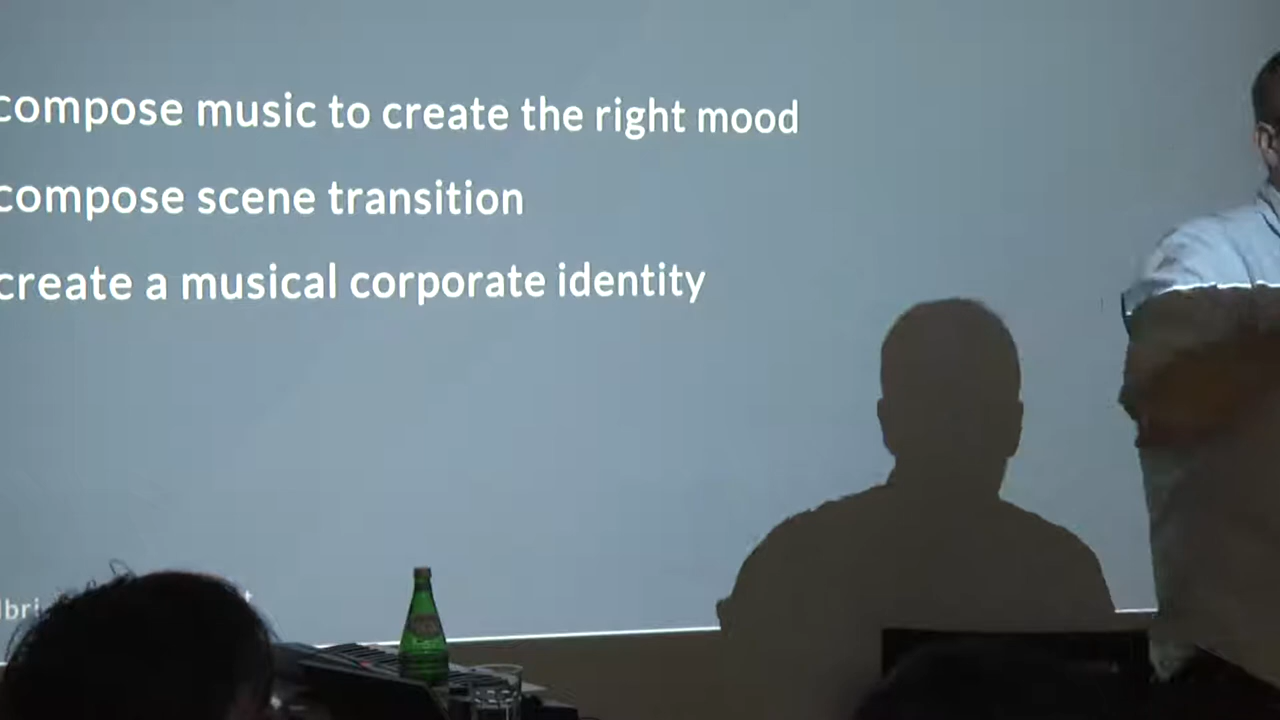 compose music to create the right mood
compose scene transition
create a musical corporate identity